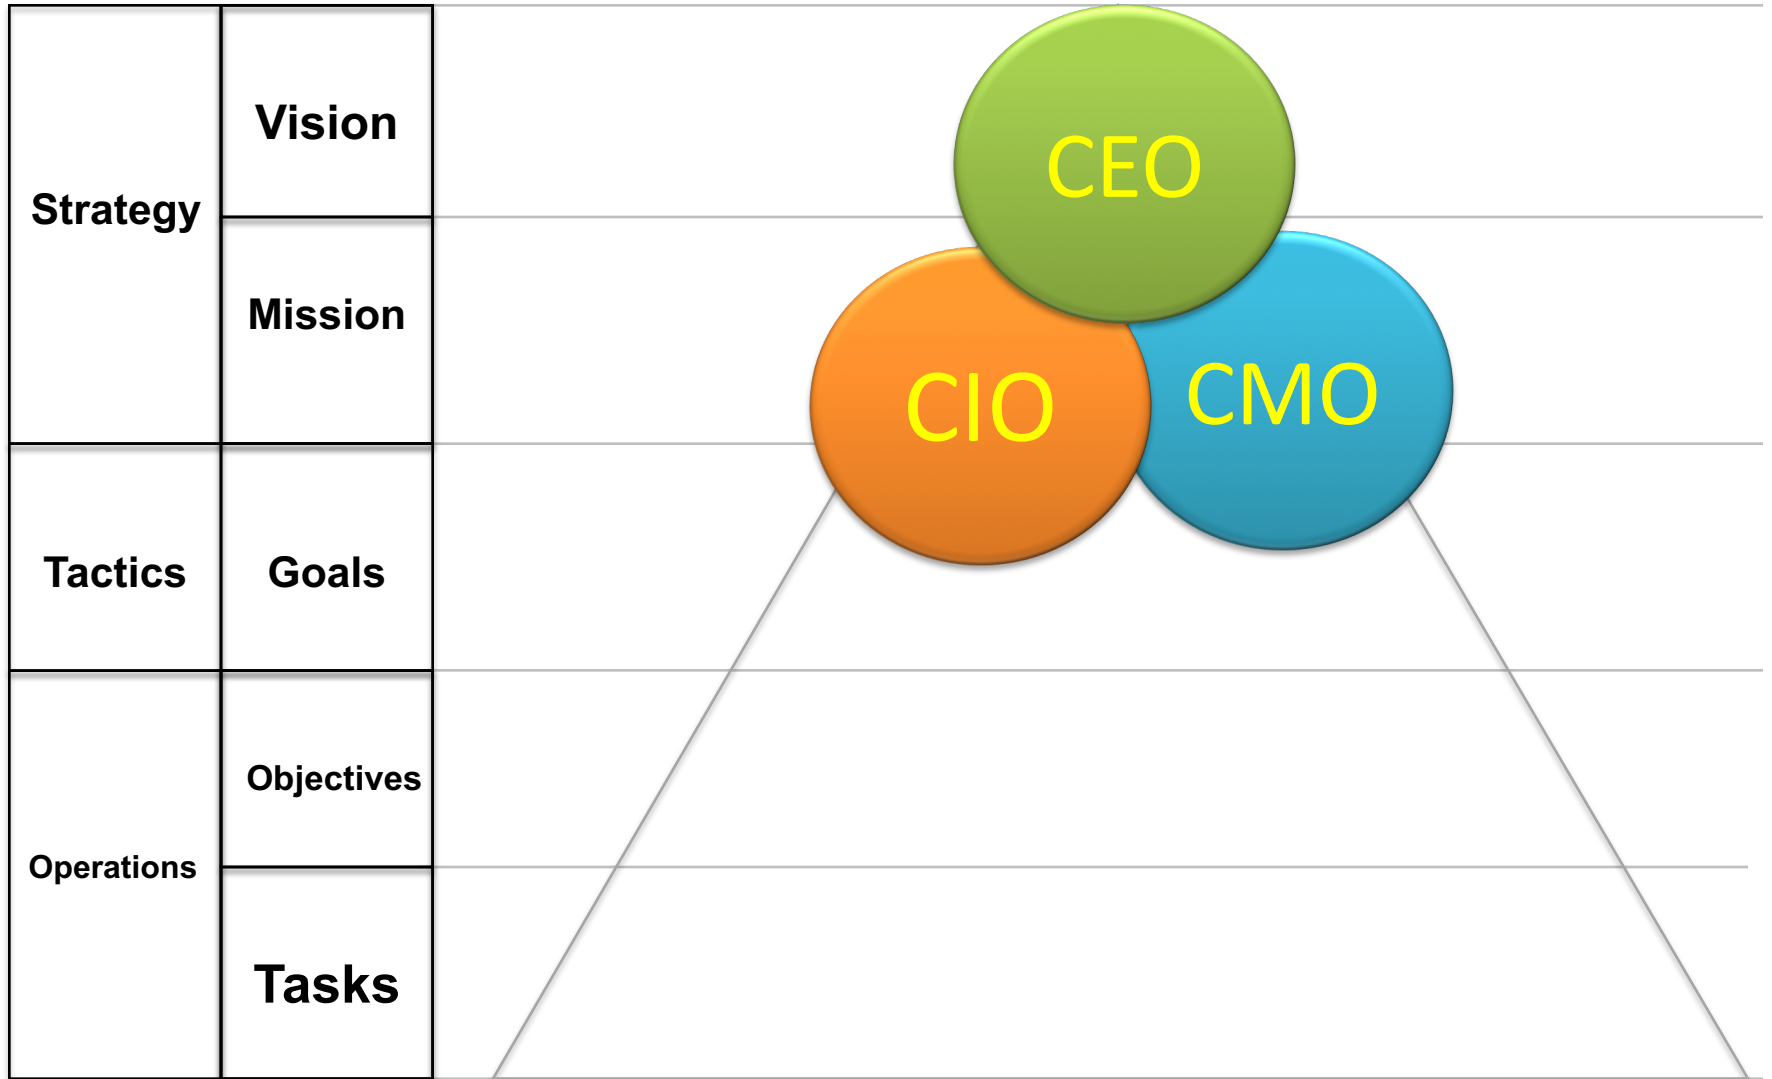 Strategy
Vision
Mission
Tactics
Goals
Operations
Objectives
Tasks
CEO
CIO
CMO